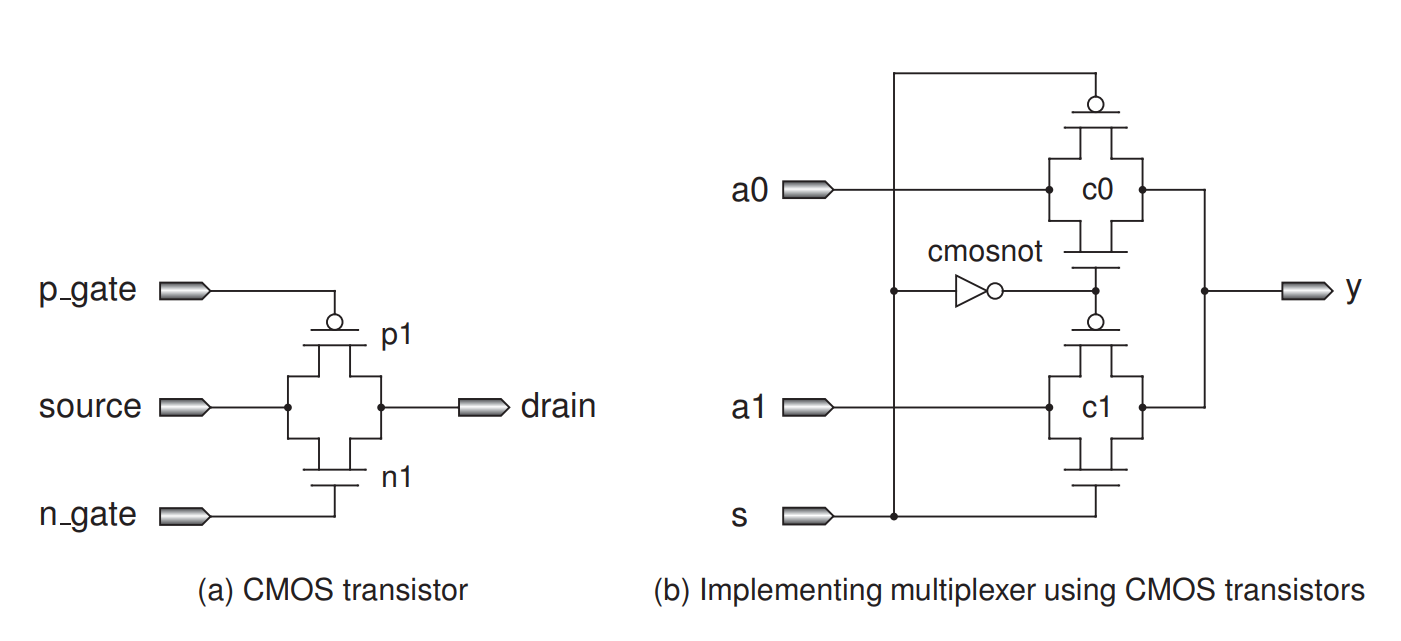 p_gate
p1
source
drain
n1
n_gate
(a) CMOS transistor
a0
c0
cmosnot
y
a1
c1
s
(b) Implementing multiplexer using CMOS transistors